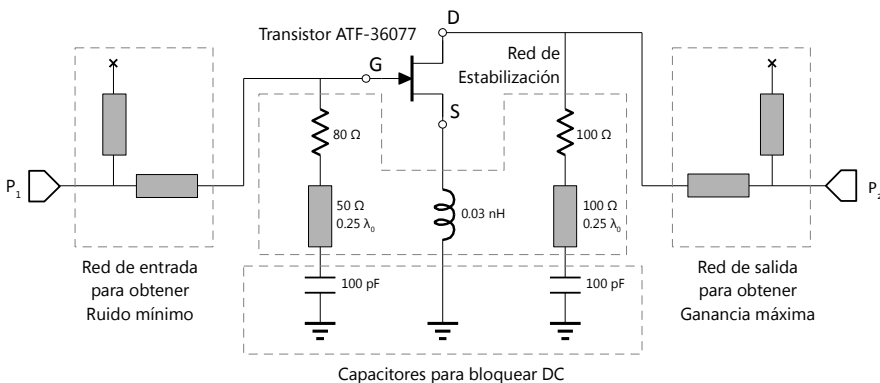 Transistor ATF-36077
D
G
S
Red de
Estabilización
80 Ω
100 Ω
P1
P2
50 Ω
0.25 λ0
0.03 nH
100 Ω
0.25 λ0
Red de entrada
para obtener
Ruido mínimo
100 pF
100 pF
Red de salida
para obtener
Ganancia máxima
Capacitores para bloquear DC